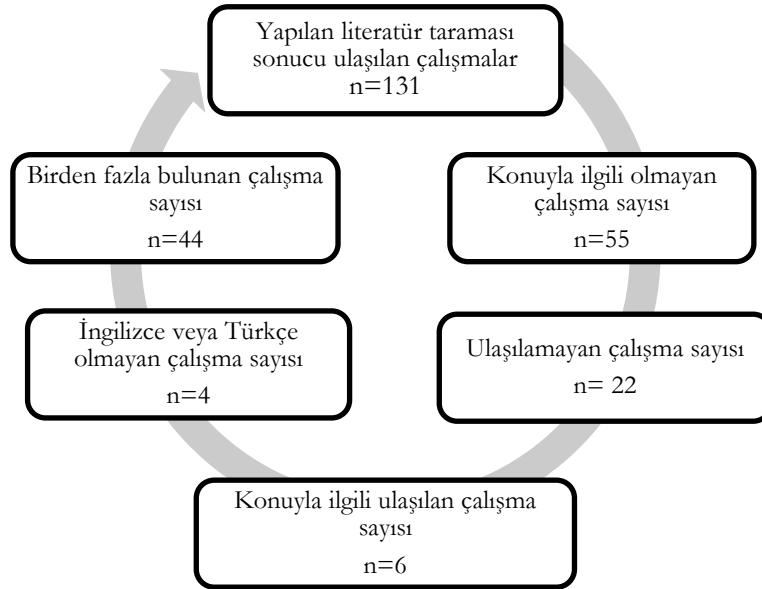 Yapılan literatür taraması
sonucu ulaşılan çalışmalar
n=131
Konuyla ilgili olmayan
çalışma sayısı
n=55
Ulaşılamayan çalışma sayısı
n= 22
Konuyla ilgili ulaşılan çalışma
sayısı
n=6
İngilizce veya Türkçe
olmayan çalışma sayısı
n=4
Birden fazla bulunan çalışma
sayısı
n=44